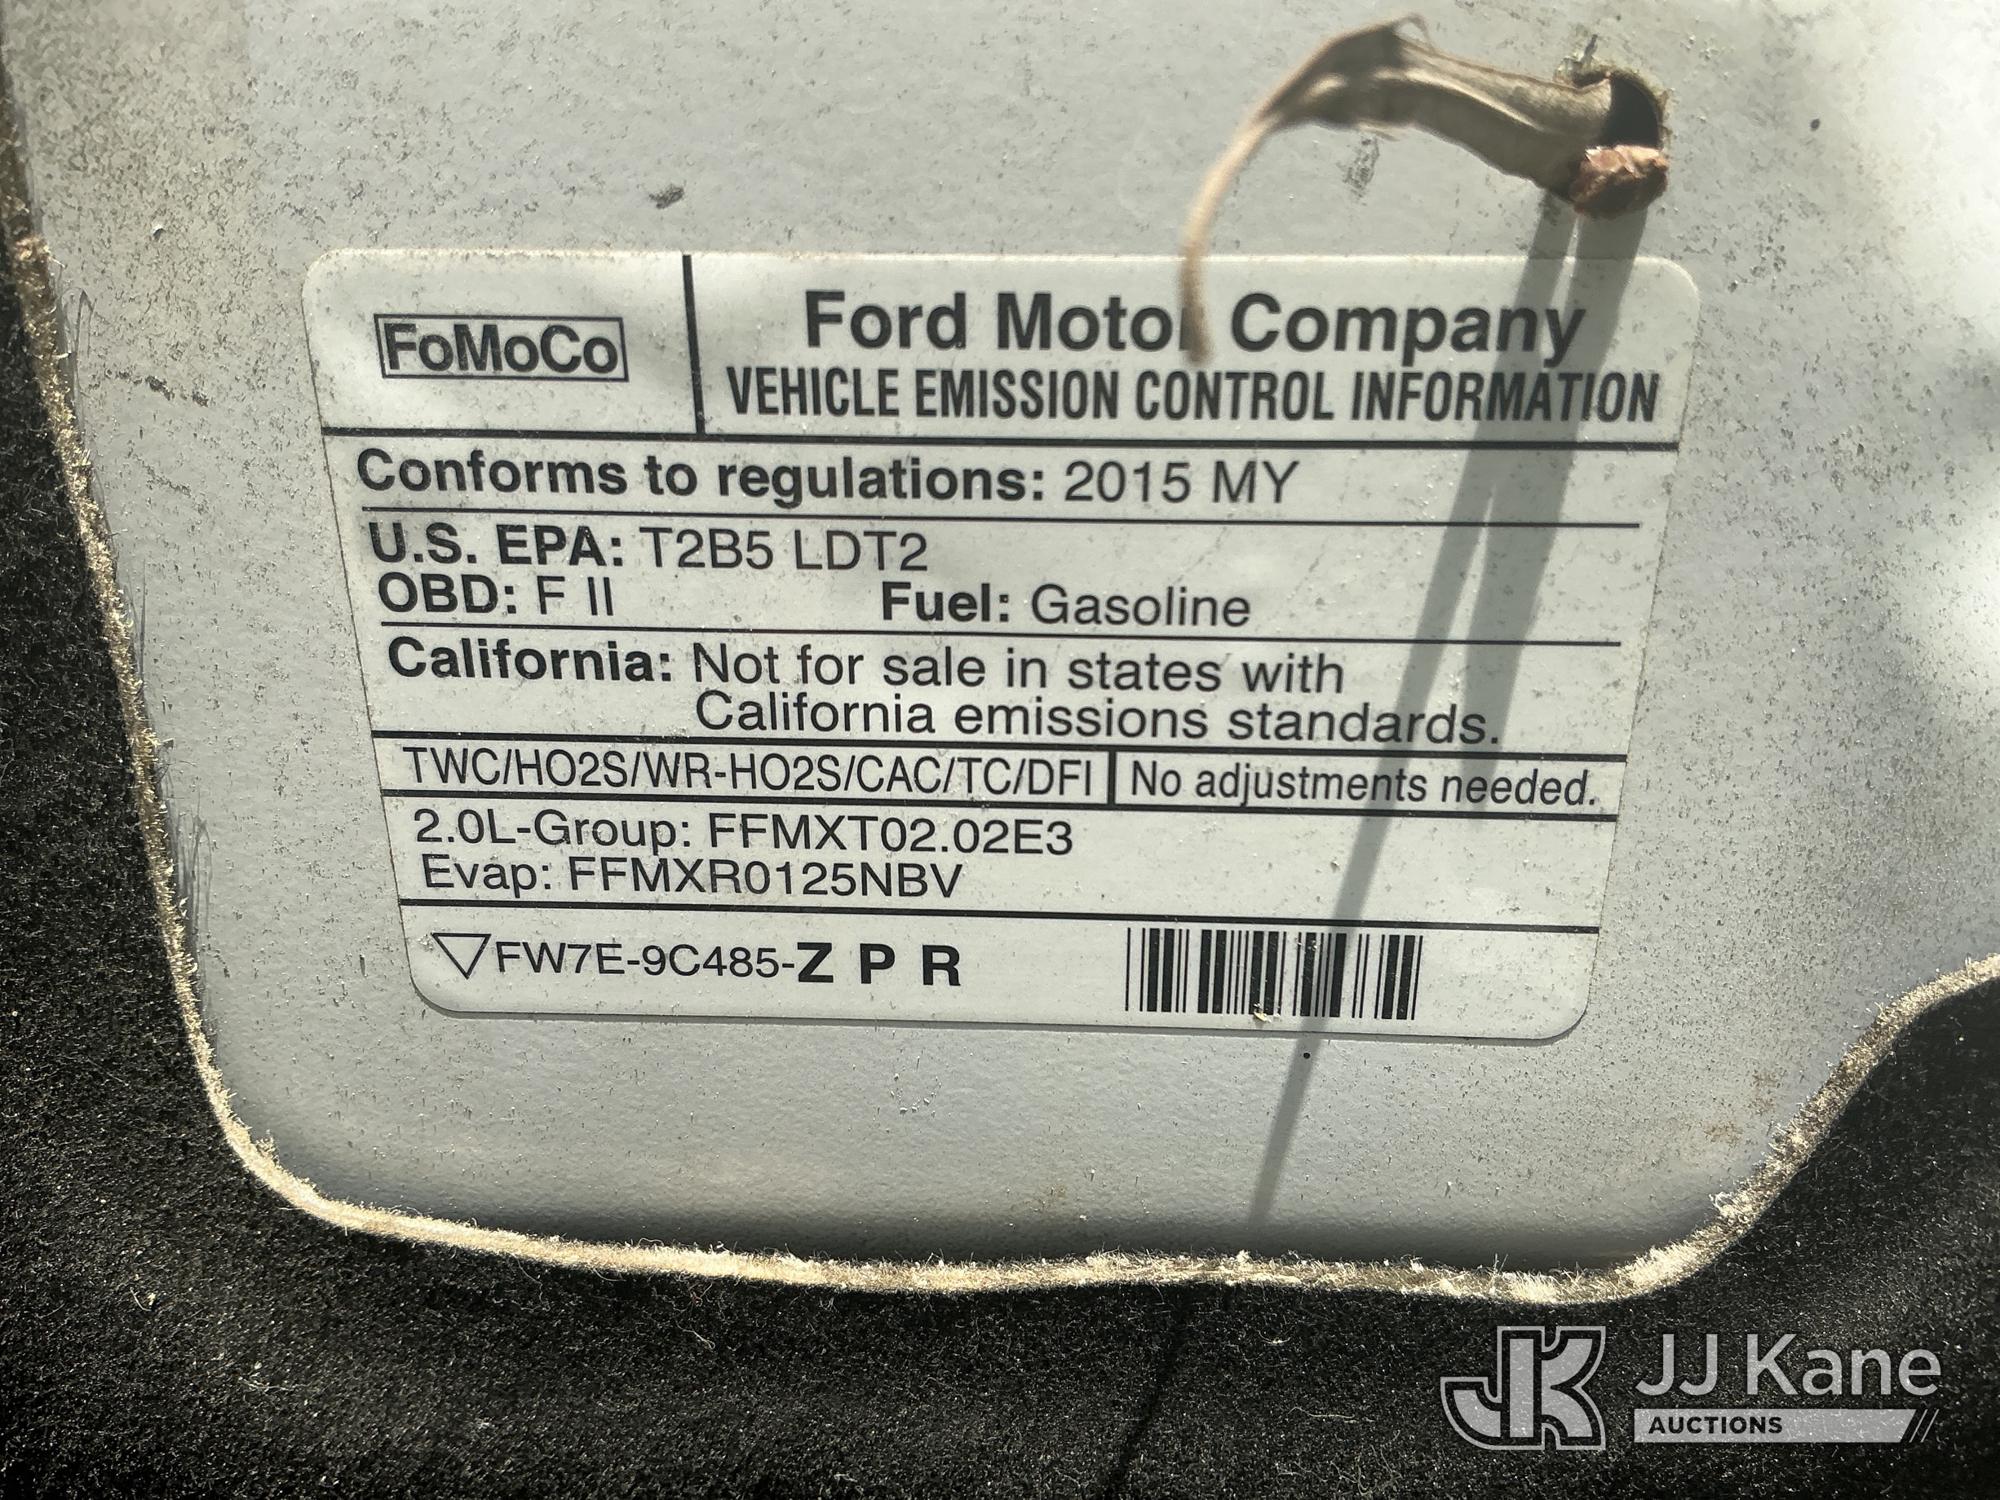 FoMoCo
Ford Motor Company
VEHICLE EMISSION CONTROL INFORMATION
Conforms to regulations: 2015 MY
U.S. EPA: T2B5 LDT2
OBD: F II Fuel: Gasoline
California: Not for sale in states with
California emissions standards.
TWC/HO2S/WR-HO2S/CAC/TC/DFI No adjustments needed.
2.0L-Group: FFMXT02.02E3
Evap: FFMXR0125NBV
FW7E-9C485-Z P R
JK JJ Kane
AUCTIONS